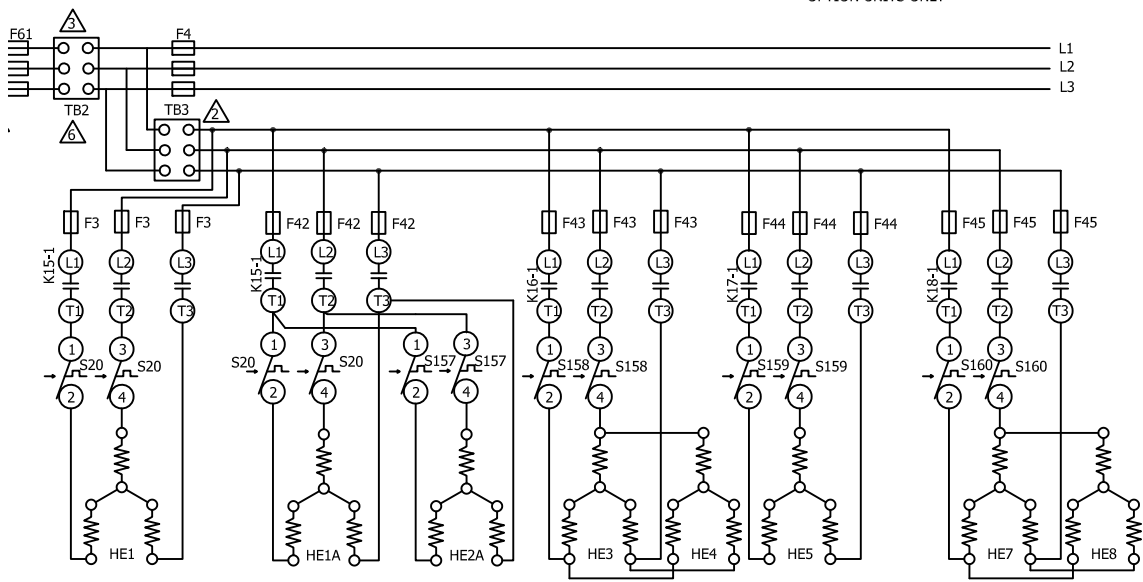 3
F61
F4
L1
L2
L3
TB2
6
TB3
2
F3
F3
F3
F42
F42
F42
F43
F43
F43
F44
F44
F44
F45
F45
F45
K15-1
L1
L2
L3
K15-1
L1
L2
L3
K16-1
L1
L2
L3
K17-1
L1
L2
L3
K18-1
L1
L2
L3
T1
T2
T3
T1
T2
T3
T1
T2
T3
T1
T2
T3
T1
T2
T3
1
3
1
3
1
3
1
3
1
3
1
3
S20
S20
S20
S20
S157
S157
S158
S158
S159
S159
S160
S160
2
4
2
4
2
4
2
4
2
4
2
4
HE1
HE1A
HE2A
HE3
HE4
HE5
HE7
HE8